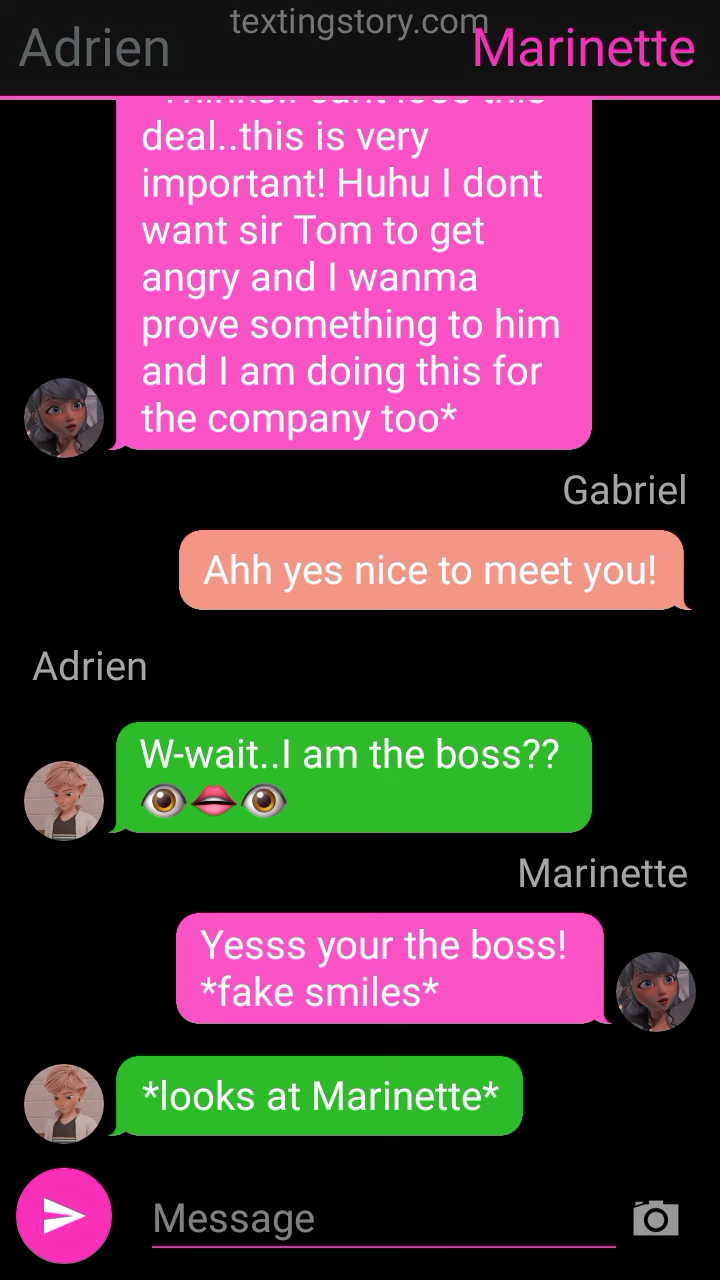 textingstory.com
Adrien
Marinette
deal..this is very
important! Huhu I dont
want sir Tom to get
angry and I wanma
prove something to him
and I am doing this for
the company too*
Gabriel
Ahh yes nice to meet you!
Adrien
W-wait..I am the boss??
👁👄👁
Marinette
Yesss your the boss!
*fake smiles*
*looks at Marinette*
Message